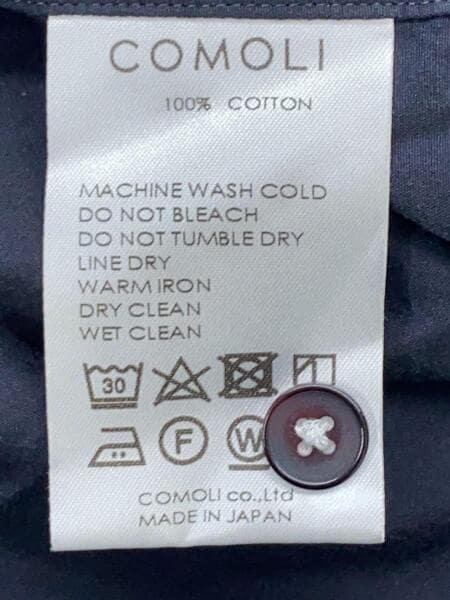 COMOLI
100% COTTON
MACHINE WASH COLD
DO NOT BLEACH
DO NOT TUMBLE DRY
LINE DRY
WARM IRON
DRY CLEAN
WET CLEAN
30
F W
COMOLI co.,Ltd
MADE IN JAPAN